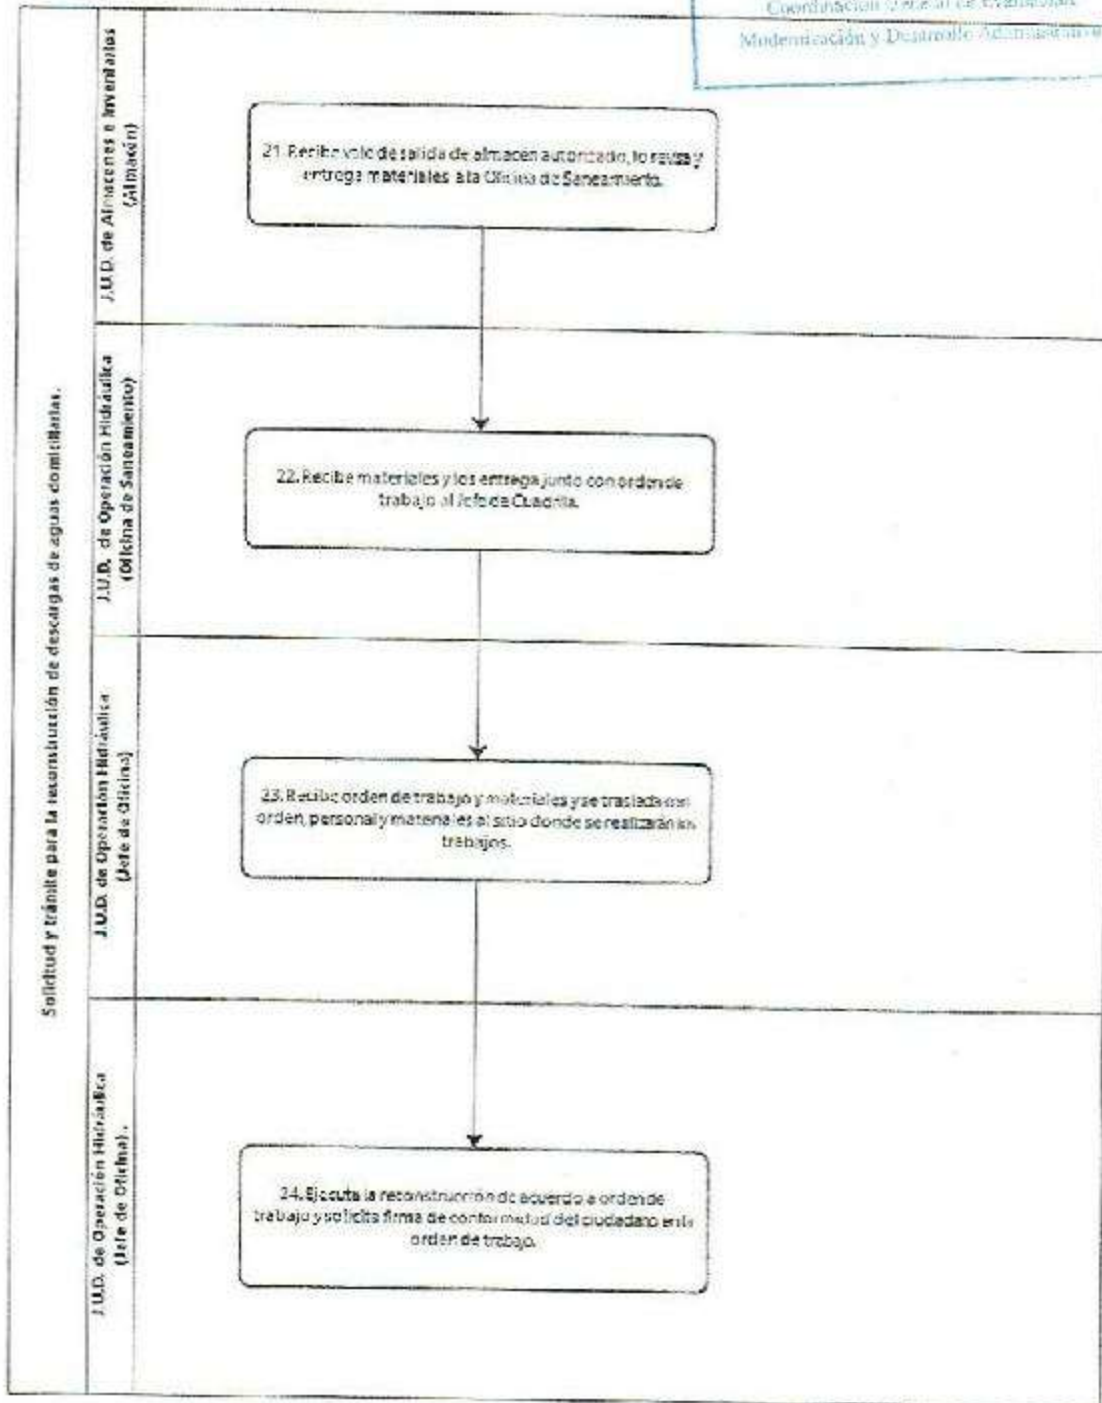 Coordinación General de Evaluación
Modernización y Desarrollo Administrativo
Solicitud y trámite para la reconstrucción de descargas de aguas domiciliarias.
J.U.D. de Almacenes e Inventarios
(Almacén)
21. Recibe vale de salida de almacén autorizado, lo revisa y
entrega materiales a la Oficina de Saneamiento.
J.U.D. de Operación Hidráulica
(Oficina de Saneamiento)
22. Recibe materiales y los entrega junto con orden de
trabajo al Jefe de Cuadrilla.
J.U.D. de Operación Hidráulica
(Jefe de Oficina)
23. Recibe orden de trabajo y materiales y se traslada con
orden, personal y materiales al sitio donde se realizarán los
trabajos.
J.U.D. de Operación Hidráulica
(Jefe de Oficina).
24. Ejecuta la reconstrucción de acuerdo a orden de
trabajo y solicita firma de conformidad del ciudadano en la
orden de trabajo.